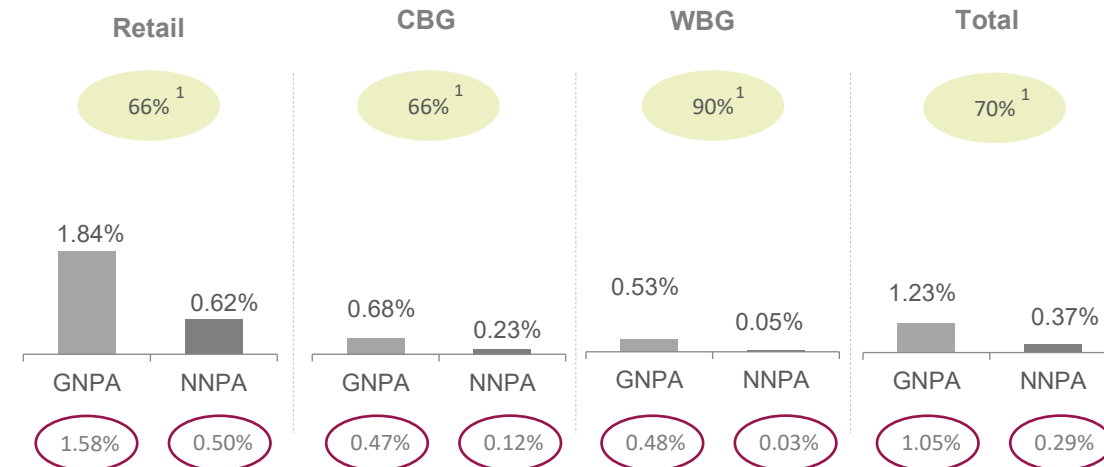 Retail
CBG
WBG
Total
66% 1
66% 1
90% 1
70% 1
1.84%
0.62%
0.68%
0.23%
0.53%
0.05%
1.23%
0.37%
GNPA NNPA
GNPA NNPA
GNPA NNPA
GNPA NNPA
1.58% 0.50%
0.47% 0.12%
0.48% 0.03%
1.05% 0.29%